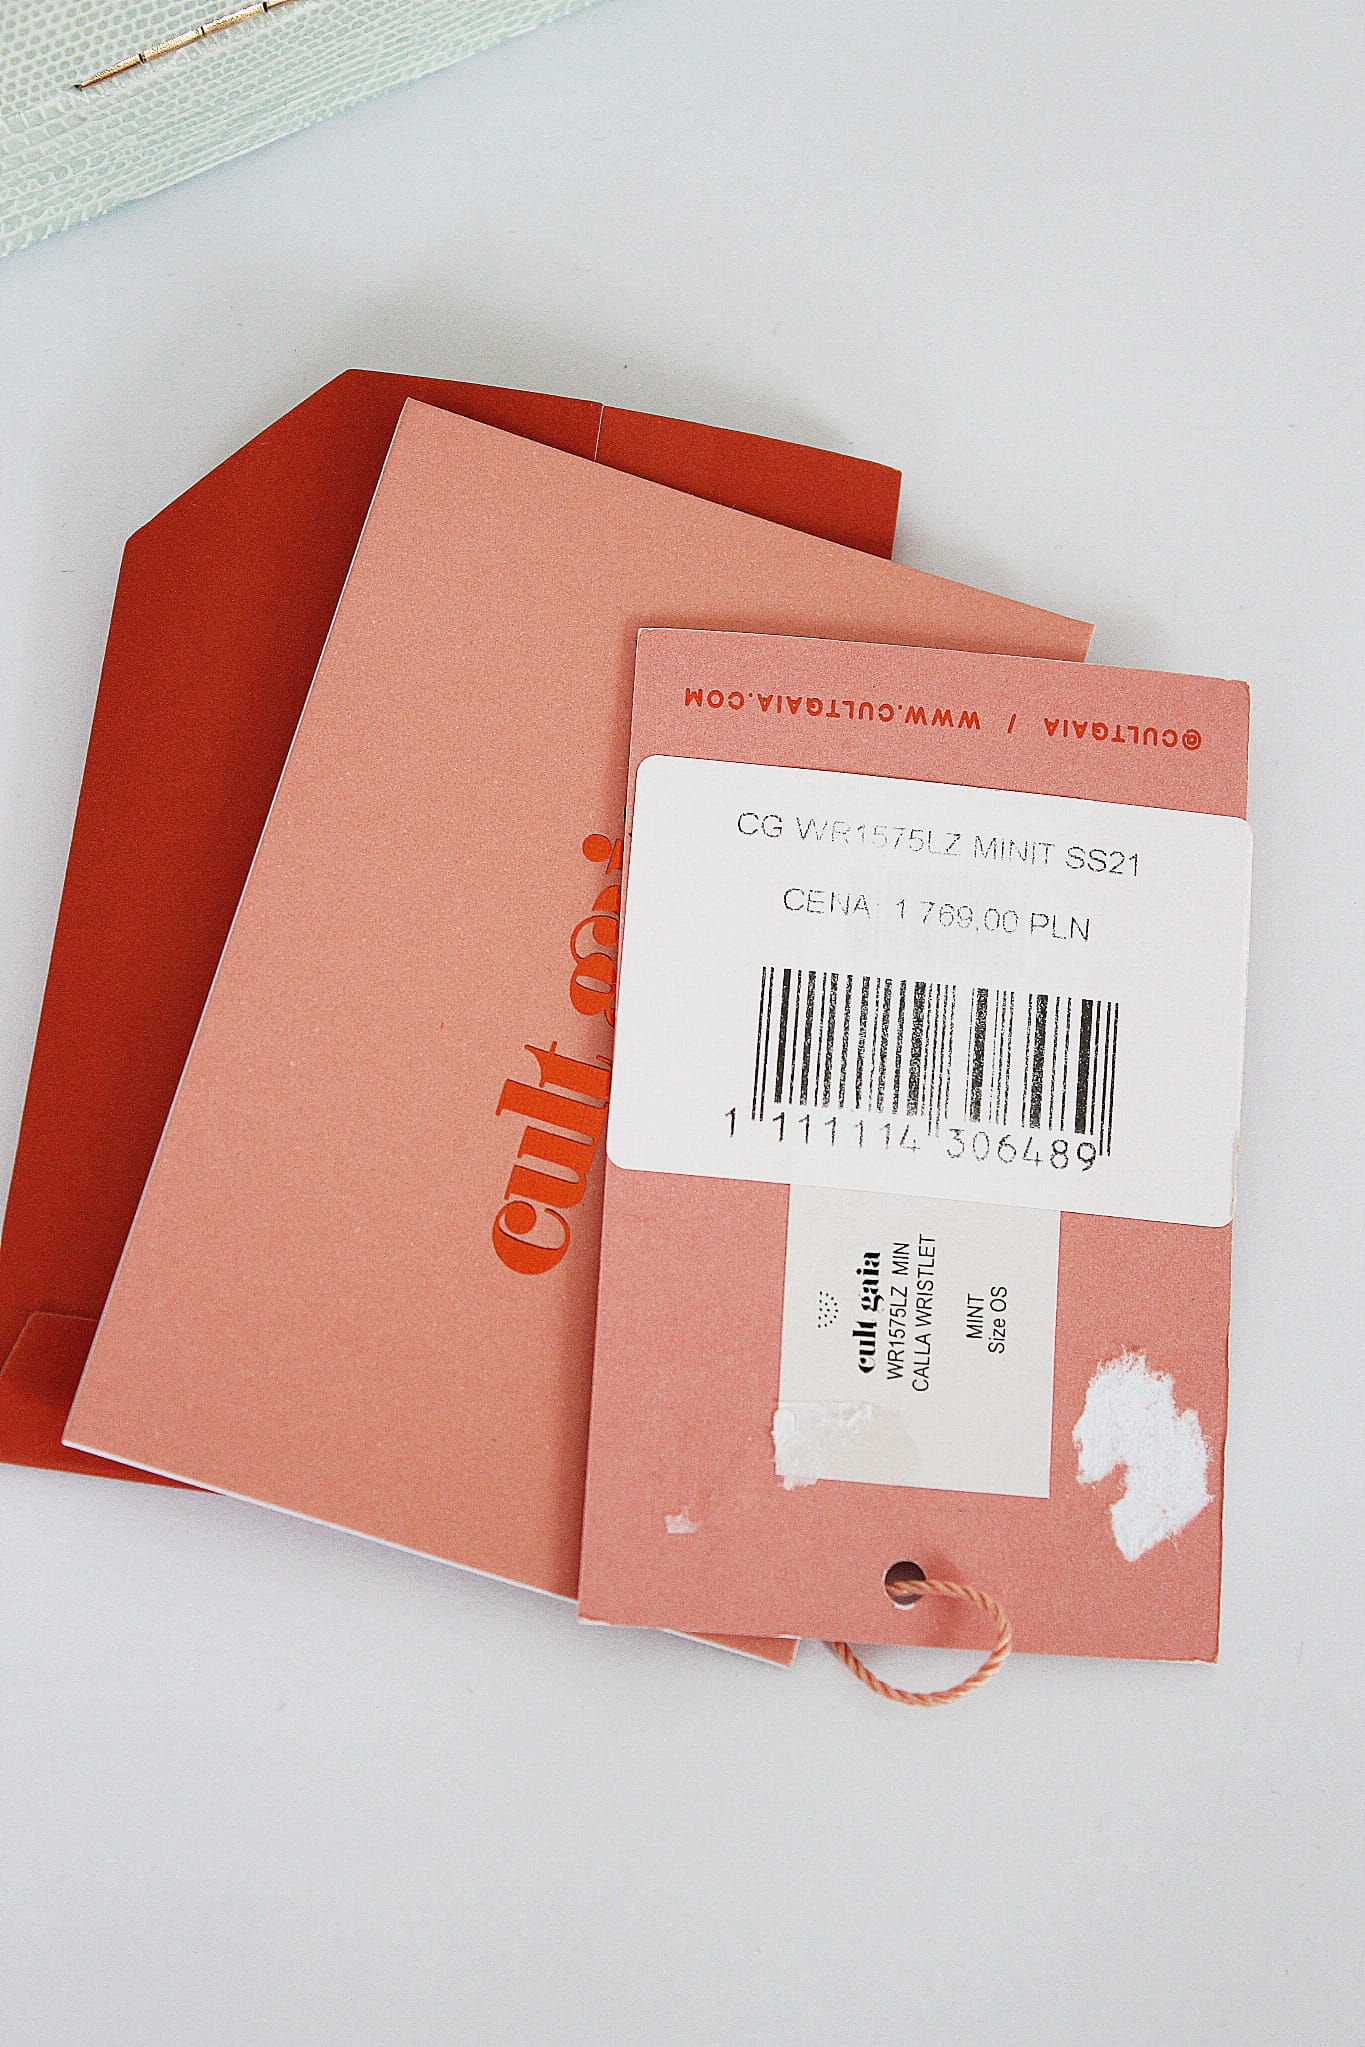 @CULTGAIA / WWW.CULTGAIA.COM
CG WR1575LZ MINIT SS21
CENA: 1 769,00 PLN
1 111114 306489
cult gaia
WR1575LZ MIN
CALLA WRISTLET
MINT
Size OS
cult gai